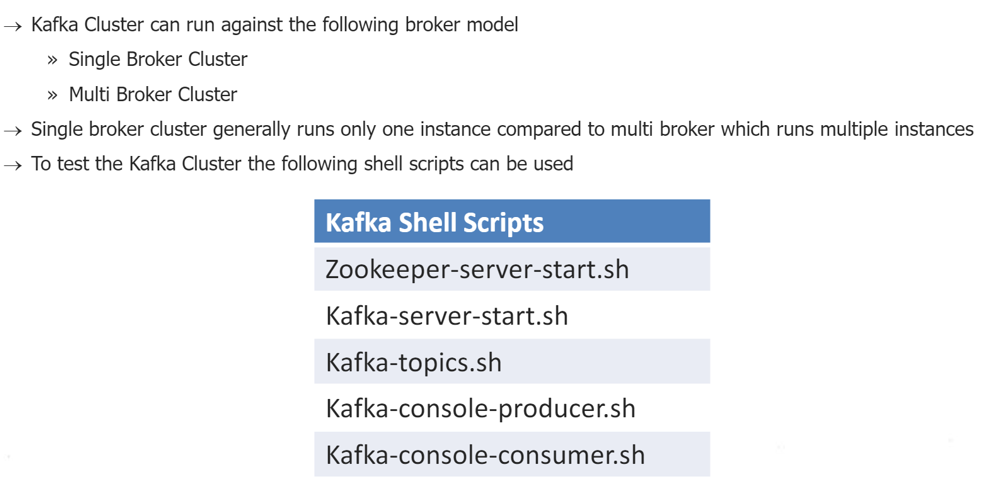 → Kafka Cluster can run against the following broker model
» Single Broker Cluster
» Multi Broker Cluster
→ Single broker cluster generally runs only one instance compared to multi broker which runs multiple instances
→ To test the Kafka Cluster the following shell scripts can be used
Kafka Shell Scripts
Zookeeper-server-start.sh
Kafka-server-start.sh
Kafka-topics.sh
Kafka-console-producer.sh
Kafka-console-consumer.sh